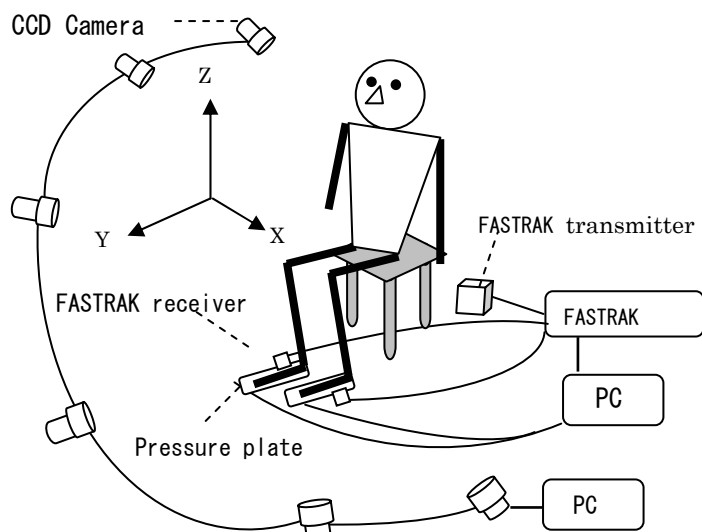 CCD Camera
Z
Y
X
FASTRAK transmitter
FASTRAK receiver
FASTRAK
PC
Pressure plate
PC